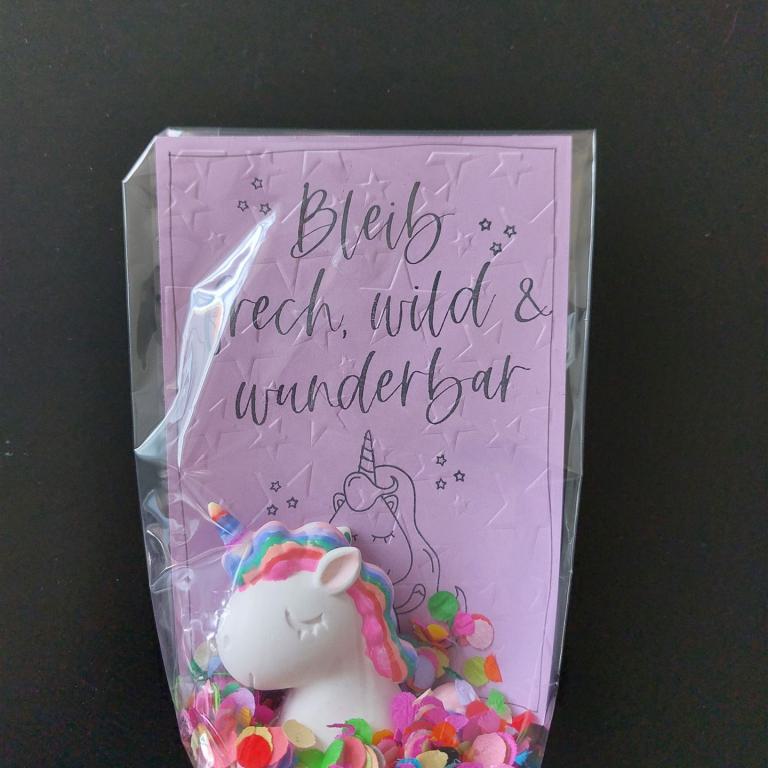 Bleib
frech, wild &
wunderbar